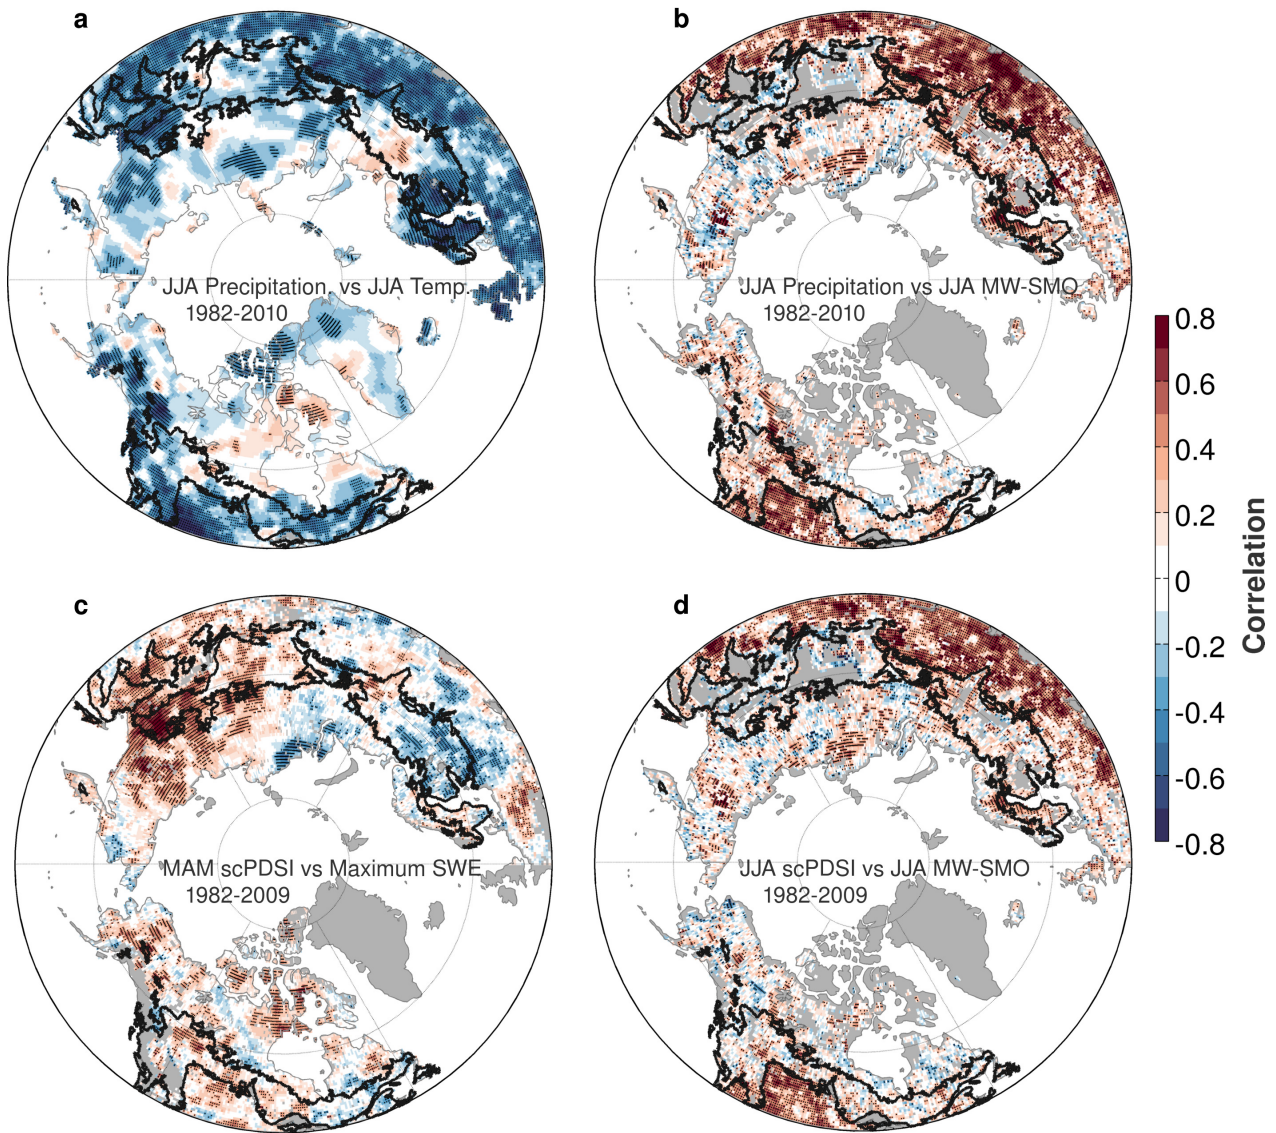 a
b
JJA Precipitation. vs JJA Temp.
1982-2010
JJA Precipitation vs JJA MW-SMO
1982-2010
c
d
MAM scPDSI vs Maximum SWE
1982-2009
JJA scPDSI vs JJA MW-SMO
1982-2009
0.8
0.6
0.4
0.2
0
-0.2
-0.4
-0.6
-0.8
Correlation